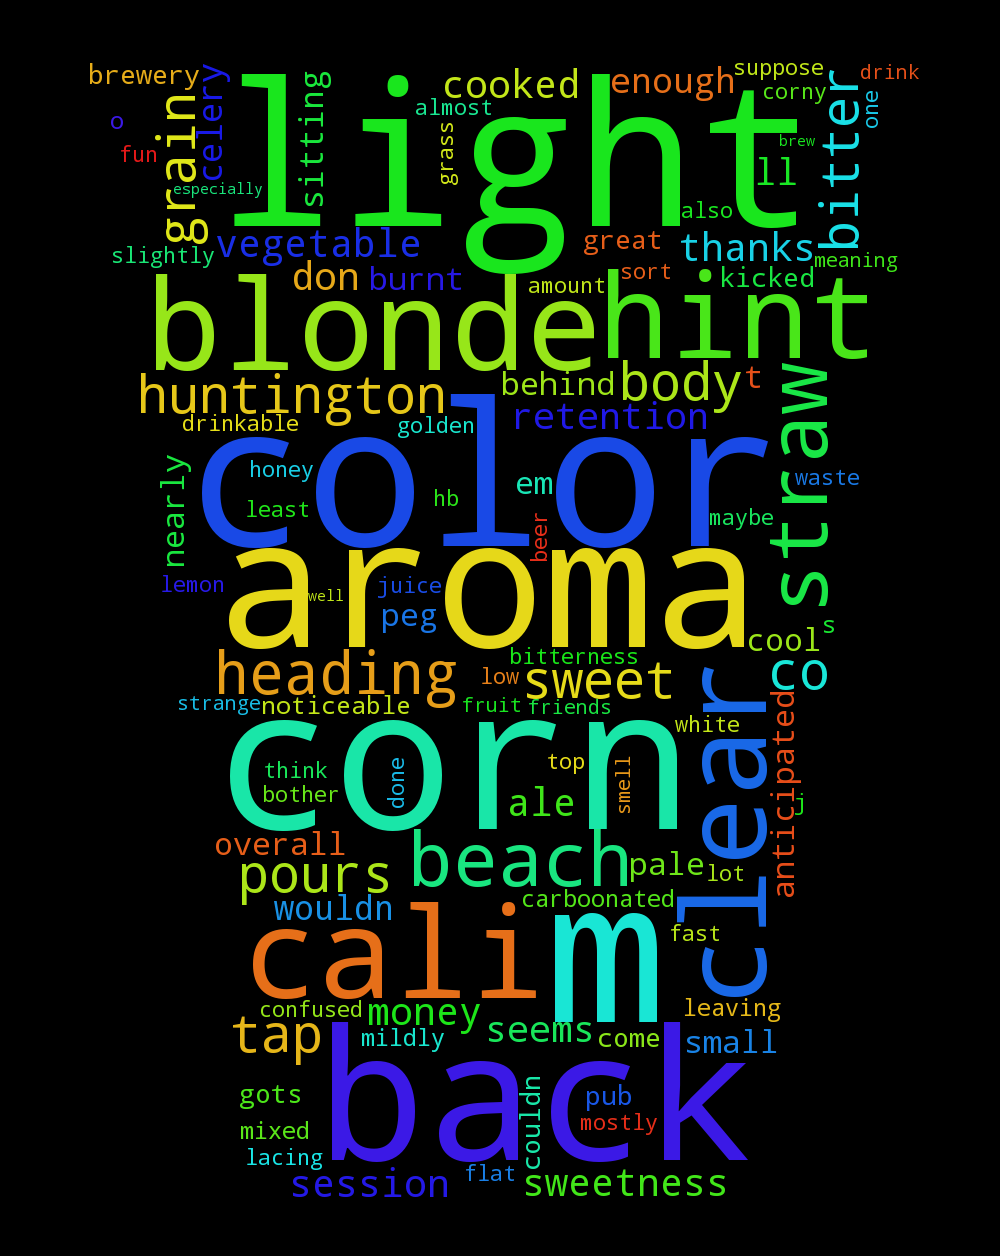 brewery
celery
light
sitting
cooked
almost
enough
suppose
drink
corny
one
o
fun
grain
grass
brew
bitter
especially
ll
also
slightly
vegetable
great
thanks
meaning
don
burnt
amount
sort
kicked
blonde
hint
huntington
behind
body
t
straw
drinkable
golden
retention
color
nearly
honey
em
waste
least
hb
beer
maybe
aroma
lemon
well
juice
peg
s
cool
heading
bitterness
low
sweet
co
strange
noticeable
fruit
friends
white
clear
anticipated
corn
think
bother
done
top
smell
ale
j
overall
pours
beach
pale
lot
wouldn
carboonated
cali
m
fast
confused
money
leaving
tap
mildly
seems
come
small
back
gots
couldn
pub
mixed
mostly
lacing
session
flat
sweetness